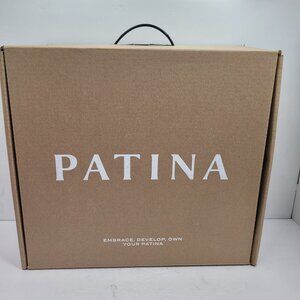 PATINA
EMBRACE, DEVELOP, OWN
YOUR PATINA